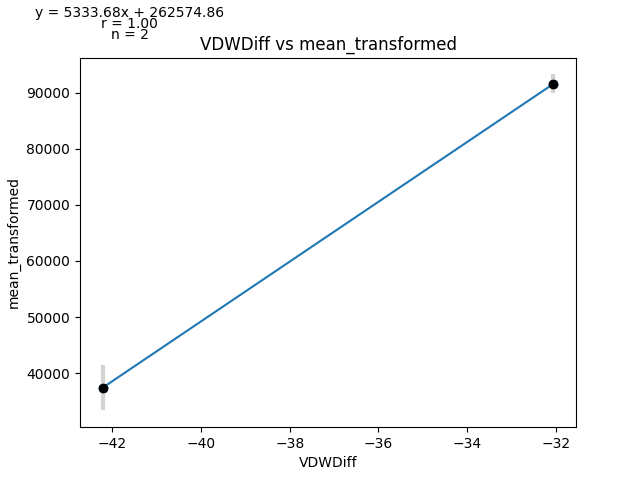 y = 5333.68x + 262574.86
r = 1.00
n = 2
VDWDiff vs mean_transformed
90000
80000
70000
60000
50000
40000
mean_transformed
−42
−40
−38
−36
−34
−32
VDWDiff